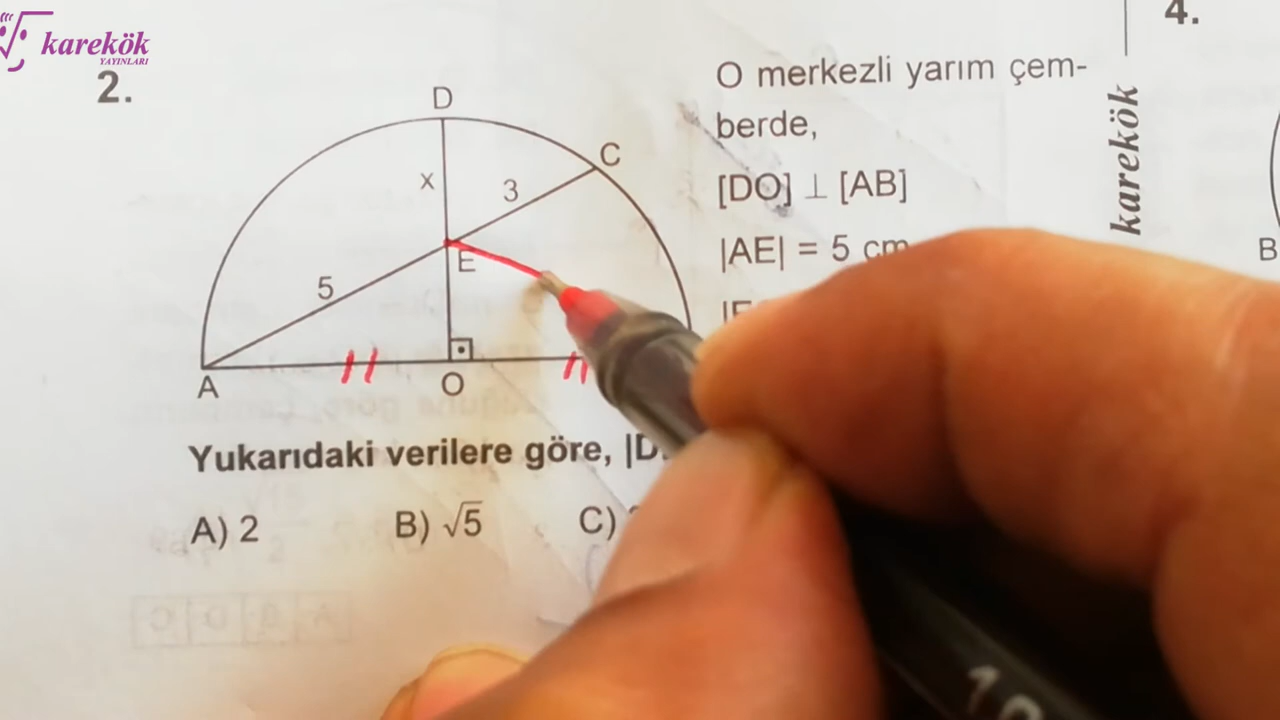 karekök
YAYINLARI
2.
D
C
x
3
E
5
A
O
O merkezli yarım çem-
berde,
[DO] ⊥ [AB]
|AE| = 5 cm
Yukarıdaki verilere göre, |D
A) 2 B) √5 C)
karekök
4.
B
10